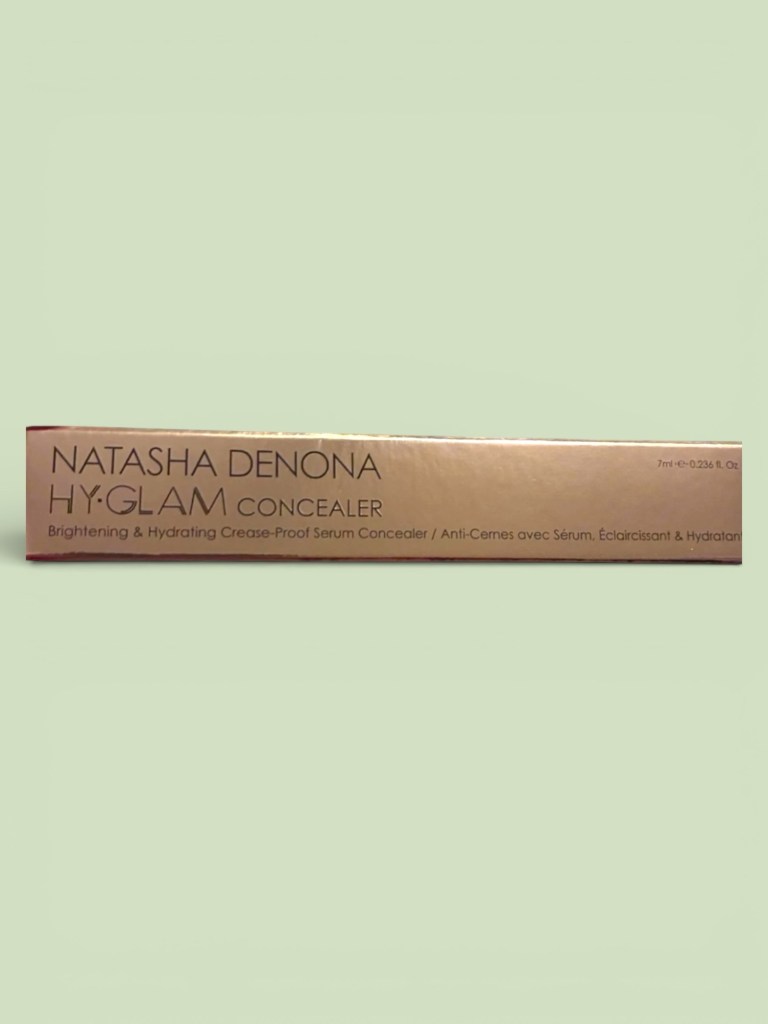 NATASHA DENONA
7ml ℮ 0.236 fl. Oz
HY·GLAM CONCEALER
Brightening & Hydrating Crease-Proof Serum Concealer / Anti-Cernes avec Sérum, Éclaircissant & Hydratant